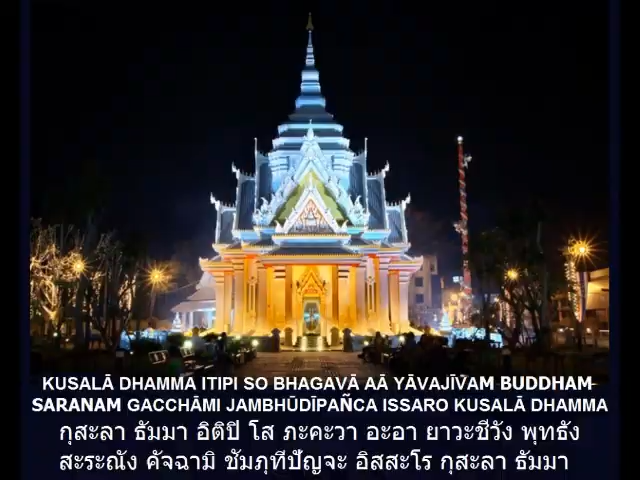 KUSALĀ DHAMMA ITIPI SO BHAGAVĀ AĀ YĀVAJĪVAM BUDDHAM
SARANAM GACCHĀMI JAMBHŪDĪPAÑCA ISSARO KUSALĀ DHAMMA
กุสะลา ธัมมา อิติปิ โส ภะคะวา อะอา ยาวะชีวัง พุทธัง
สะระณัง คัจฉามิ ชัมภุทีปัญจะ อิสสะโร กุสะลา ธัมมา